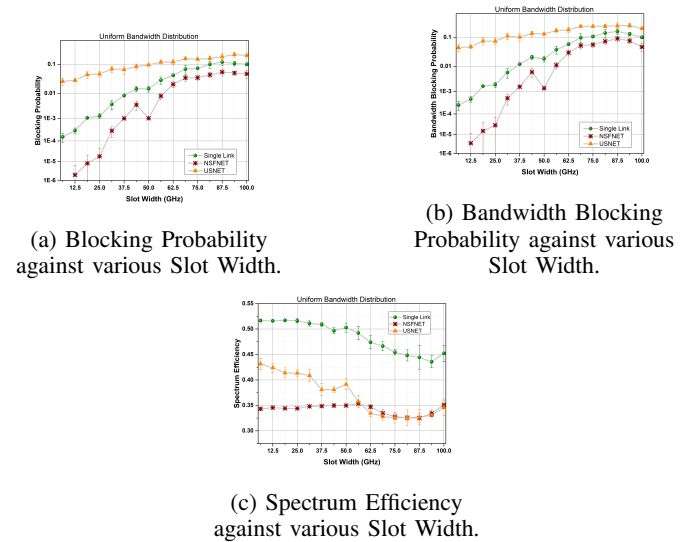 Uniform Bandwidth Distribution
Blocking Probability
0.1
0.01
1E-3
1E-4
1E-5
1E-6
Single Link
NSFNET
USNET
12.5 25.0 37.5 50.0 62.5 75.0 87.5 100.0
Slot Width (GHz)
(a) Blocking Probability
against various Slot Width.
Uniform Bandwidth Distribution
Bandwidth Blocking Probability
0.1
0.01
1E-3
1E-4
1E-5
1E-6
Single Link
NSFNET
USNET
12.5 25.0 37.5 50.0 62.5 75.0 87.5 100.0
Slot Width (GHz)
(b) Bandwidth Blocking
Probability against various
Slot Width.
Uniform Bandwidth Distribution
Spectrum Efficiency
0.55
0.50
0.45
0.40
0.35
0.30
Single Link
NSFNET
USNET
12.5 25.0 37.5 50.0 62.5 75.0 87.5 100.0
Slot Width (GHz)
(c) Spectrum Efficiency
against various Slot Width.